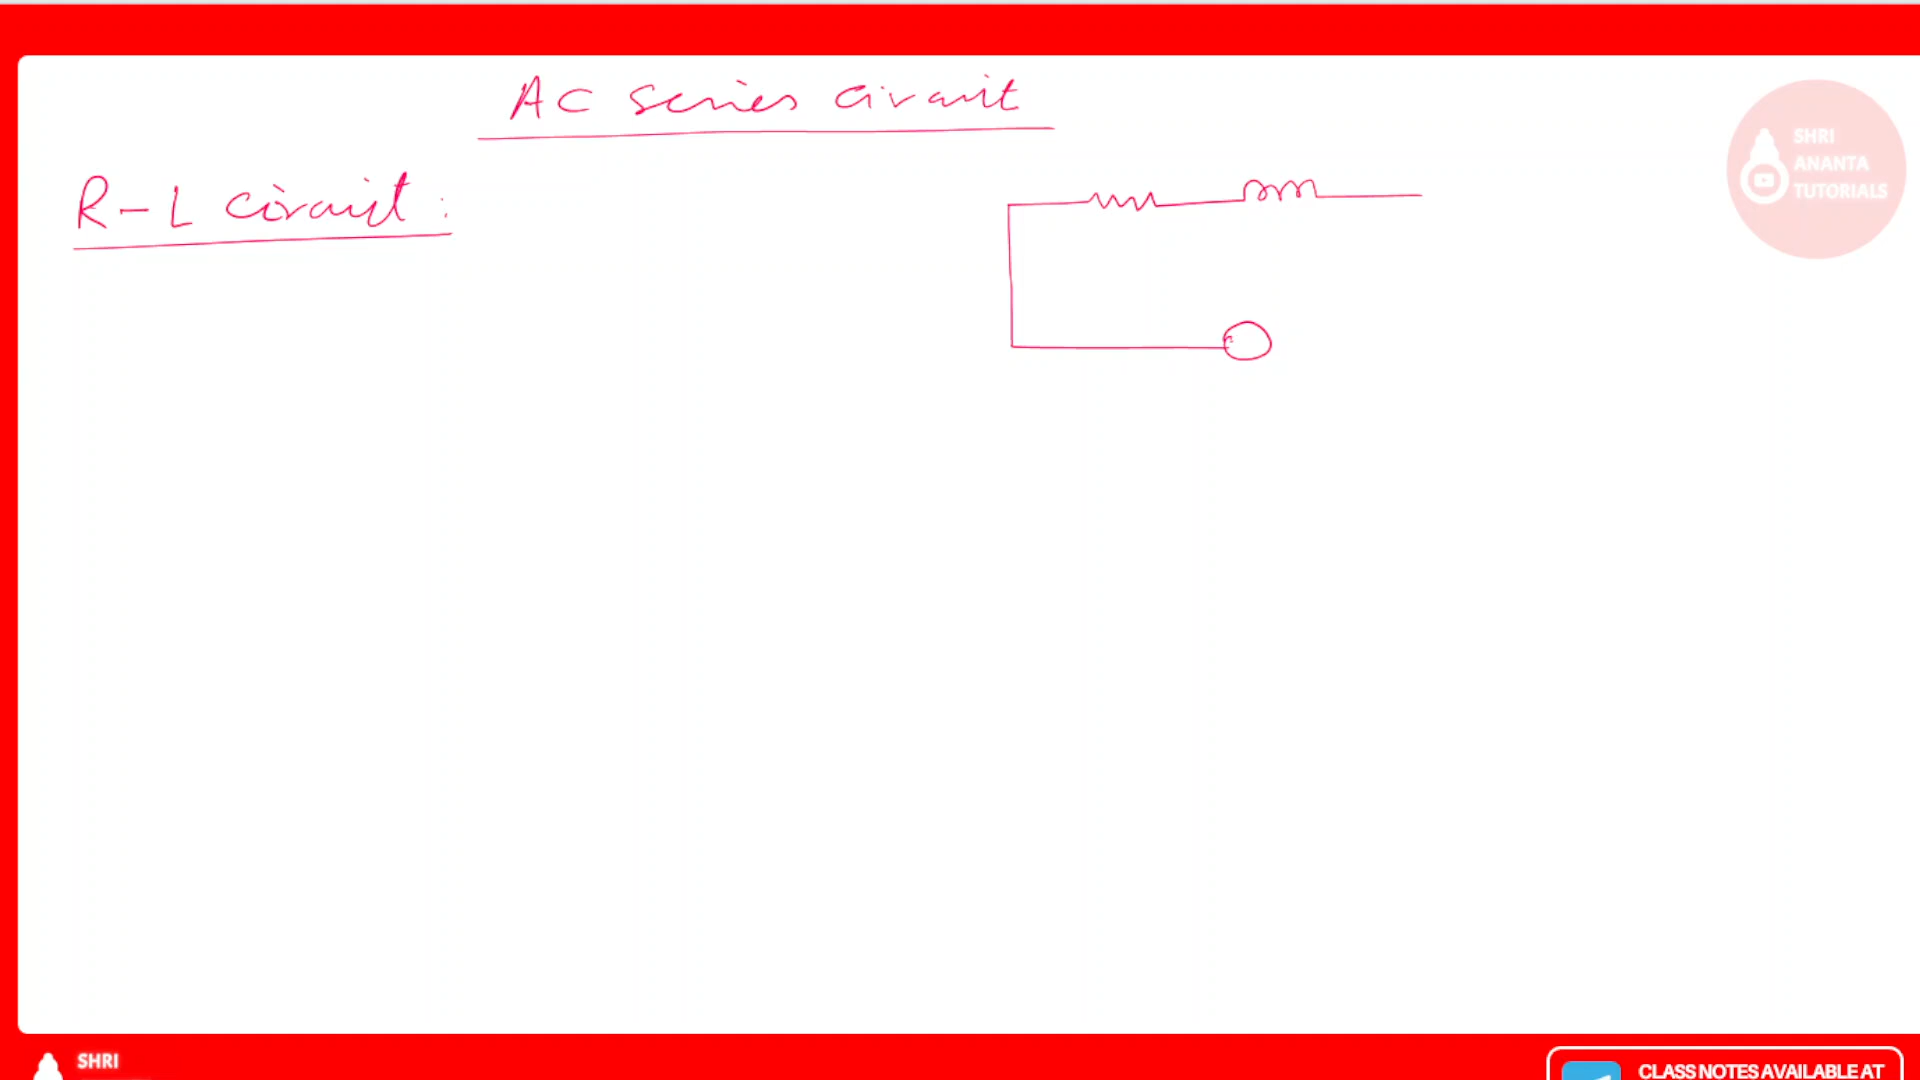 AC series circuit
R-L circuit :
SHRI
ANANTA
TUTORIALS
SHRI
CLASS NOTES AVAILABLE AT